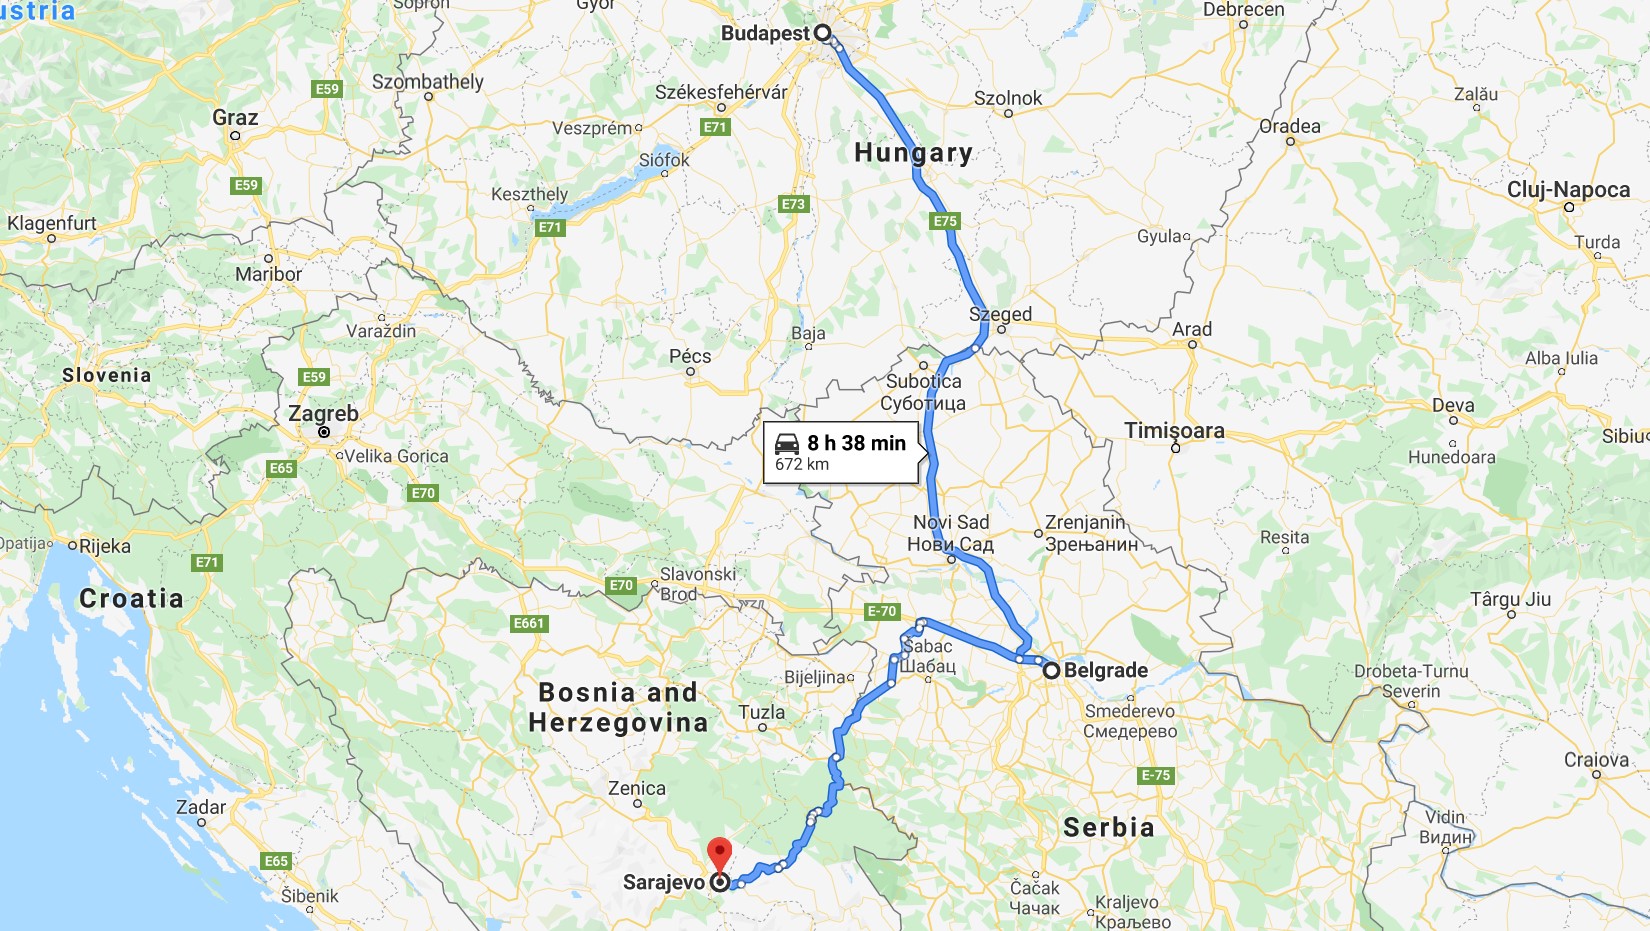 ustria
Sopron
Győr
Debrecen
Budapest
Szombathely
E59
Székesfehérvár
Szolnok
Zalău
Graz
Veszprém
E71
Oradea
Hungary
Siófok
E59
Keszthely
E73
Cluj-Napoca
Klagenfurt
E71
E75
Gyula
Turda
Maribor
Varaždin
Baja
Szeged
Arad
Pécs
Alba Iulia
Slovenia
E59
Subotica
Суботица
Zagreb
Deva
Timișoara
Sibiu
8 h 38 min
672 km
Velika Gorica
E65
Hunedoara
E70
Novi Sad
Нови Сад
Zrenjanin
Зрењанин
Opatija
Rijeka
Resita
E71
Slavonski
Brod
E70
Croatia
E-70
Târgu Jiu
E661
Šabac
Шабац
Belgrade
Bijeljina
Drobeta-Turnu
Severin
Bosnia and
Herzegovina
Tuzla
Smederevo
Смедерево
Zenica
E-75
Craiova
Zadar
Serbia
Vidin
Видин
E65
Sarajevo
Šibenik
Čačak
Чачак
Kraljevo
Краљево